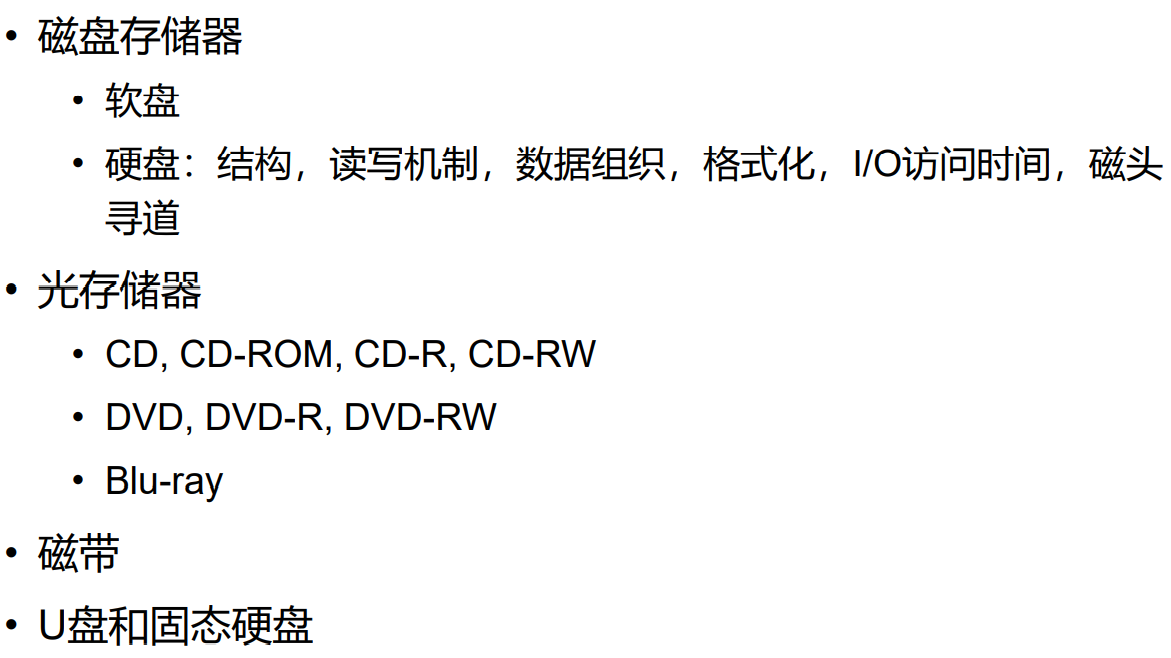 • 磁盘存储器
• 软盘
• 硬盘：结构，读写机制，数据组织，格式化，I/O访问时间，磁头
寻道
• 光存储器
• CD, CD-ROM, CD-R, CD-RW
• DVD, DVD-R, DVD-RW
• Blu-ray
• 磁带
• U盘和固态硬盘